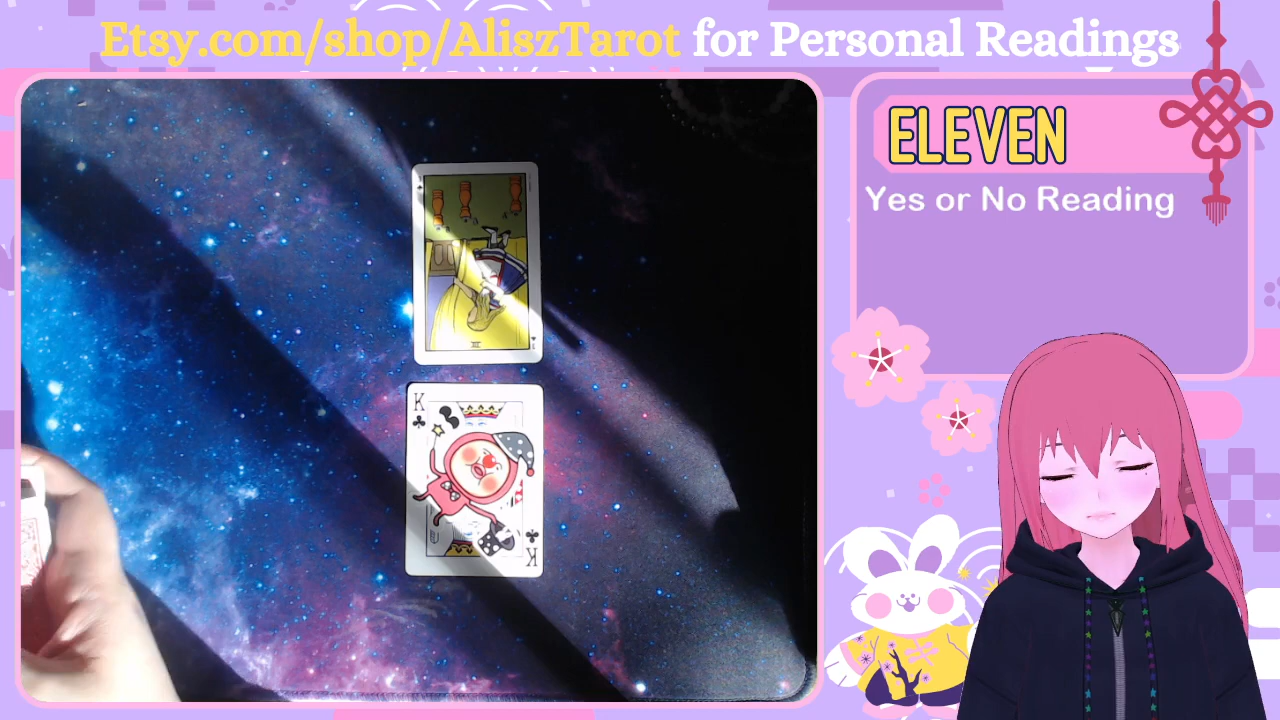 Etsy.com/shop/AliszTarot for Personal Readings
ELEVEN
Yes or No Reading
K
K